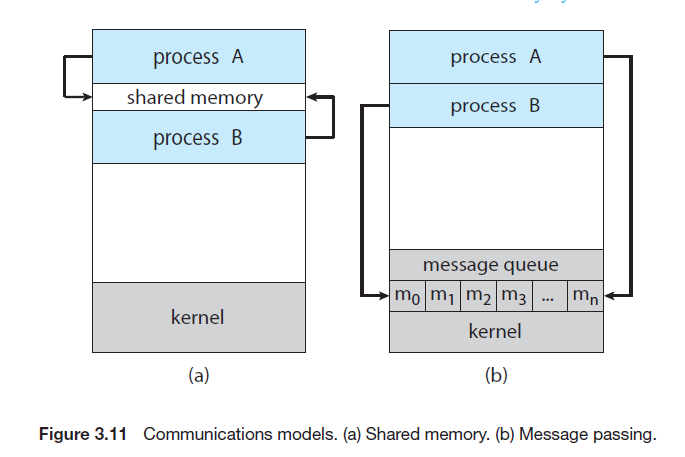 process A
shared memory
process B
kernel
(a)
process A
process B
message queue
m0 m1 m2 m3 ... mn
kernel
(b)
Figure 3.11 Communications models. (a) Shared memory. (b) Message passing.